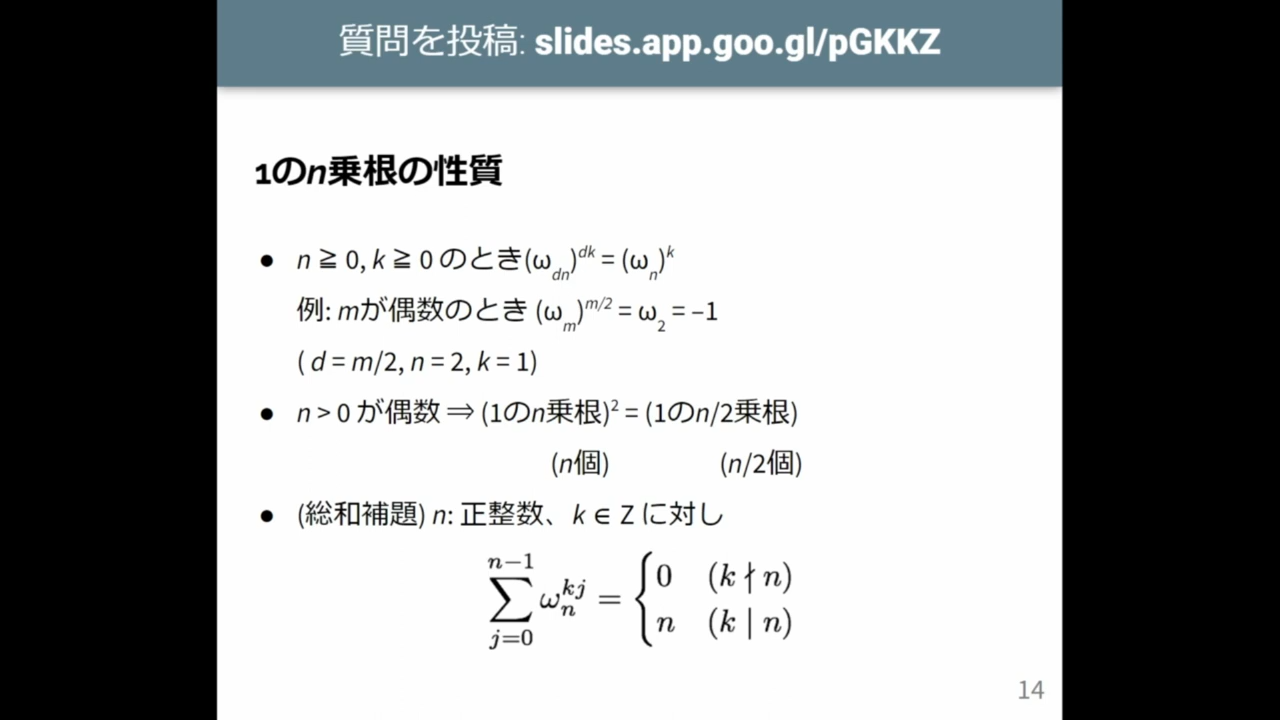 質問を投稿: slides.app.goo.gl/pGKKZ
1のn乗根の性質
● n ≧ 0, k ≧ 0 のとき(ω_{dn})^{dk} = (ω_n)^k
例: mが偶数のとき (ω_m)^{m/2} = ω_2 = –1
( d = m/2, n = 2, k = 1)
● n > 0 が偶数 ⇒ (1のn乗根)² = (1のn/2乗根)
(n個) (n/2個)
● (総和補題) n: 正整数、k ∈ Z に対し
\sum_{j=0}^{n-1} ω_n^{kj} = { 0 (k ∤ n) n (k | n)
14